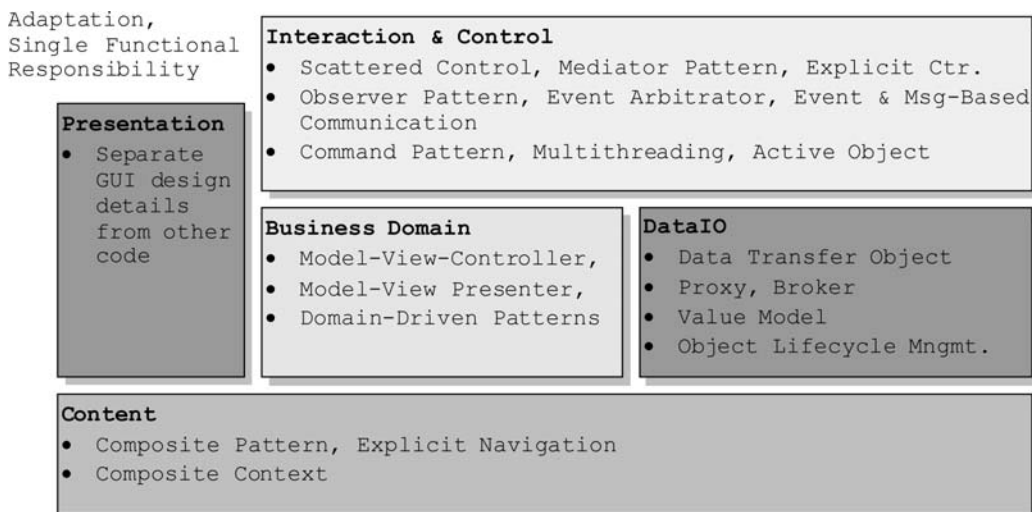 Adaptation,
Single Functional
Responsibility
Interaction & Control
• Scattered Control, Mediator Pattern, Explicit Ctr.
• Observer Pattern, Event Arbitrator, Event & Msg-Based
Communication
• Command Pattern, Multithreading, Active Object
Presentation
• Separate
GUI design
details
from other
code
Business Domain
• Model-View-Controller,
• Model-View Presenter,
• Domain-Driven Patterns
DataIO
• Data Transfer Object
• Proxy, Broker
• Value Model
• Object Lifecycle Mngmt.
Content
• Composite Pattern, Explicit Navigation
• Composite Context